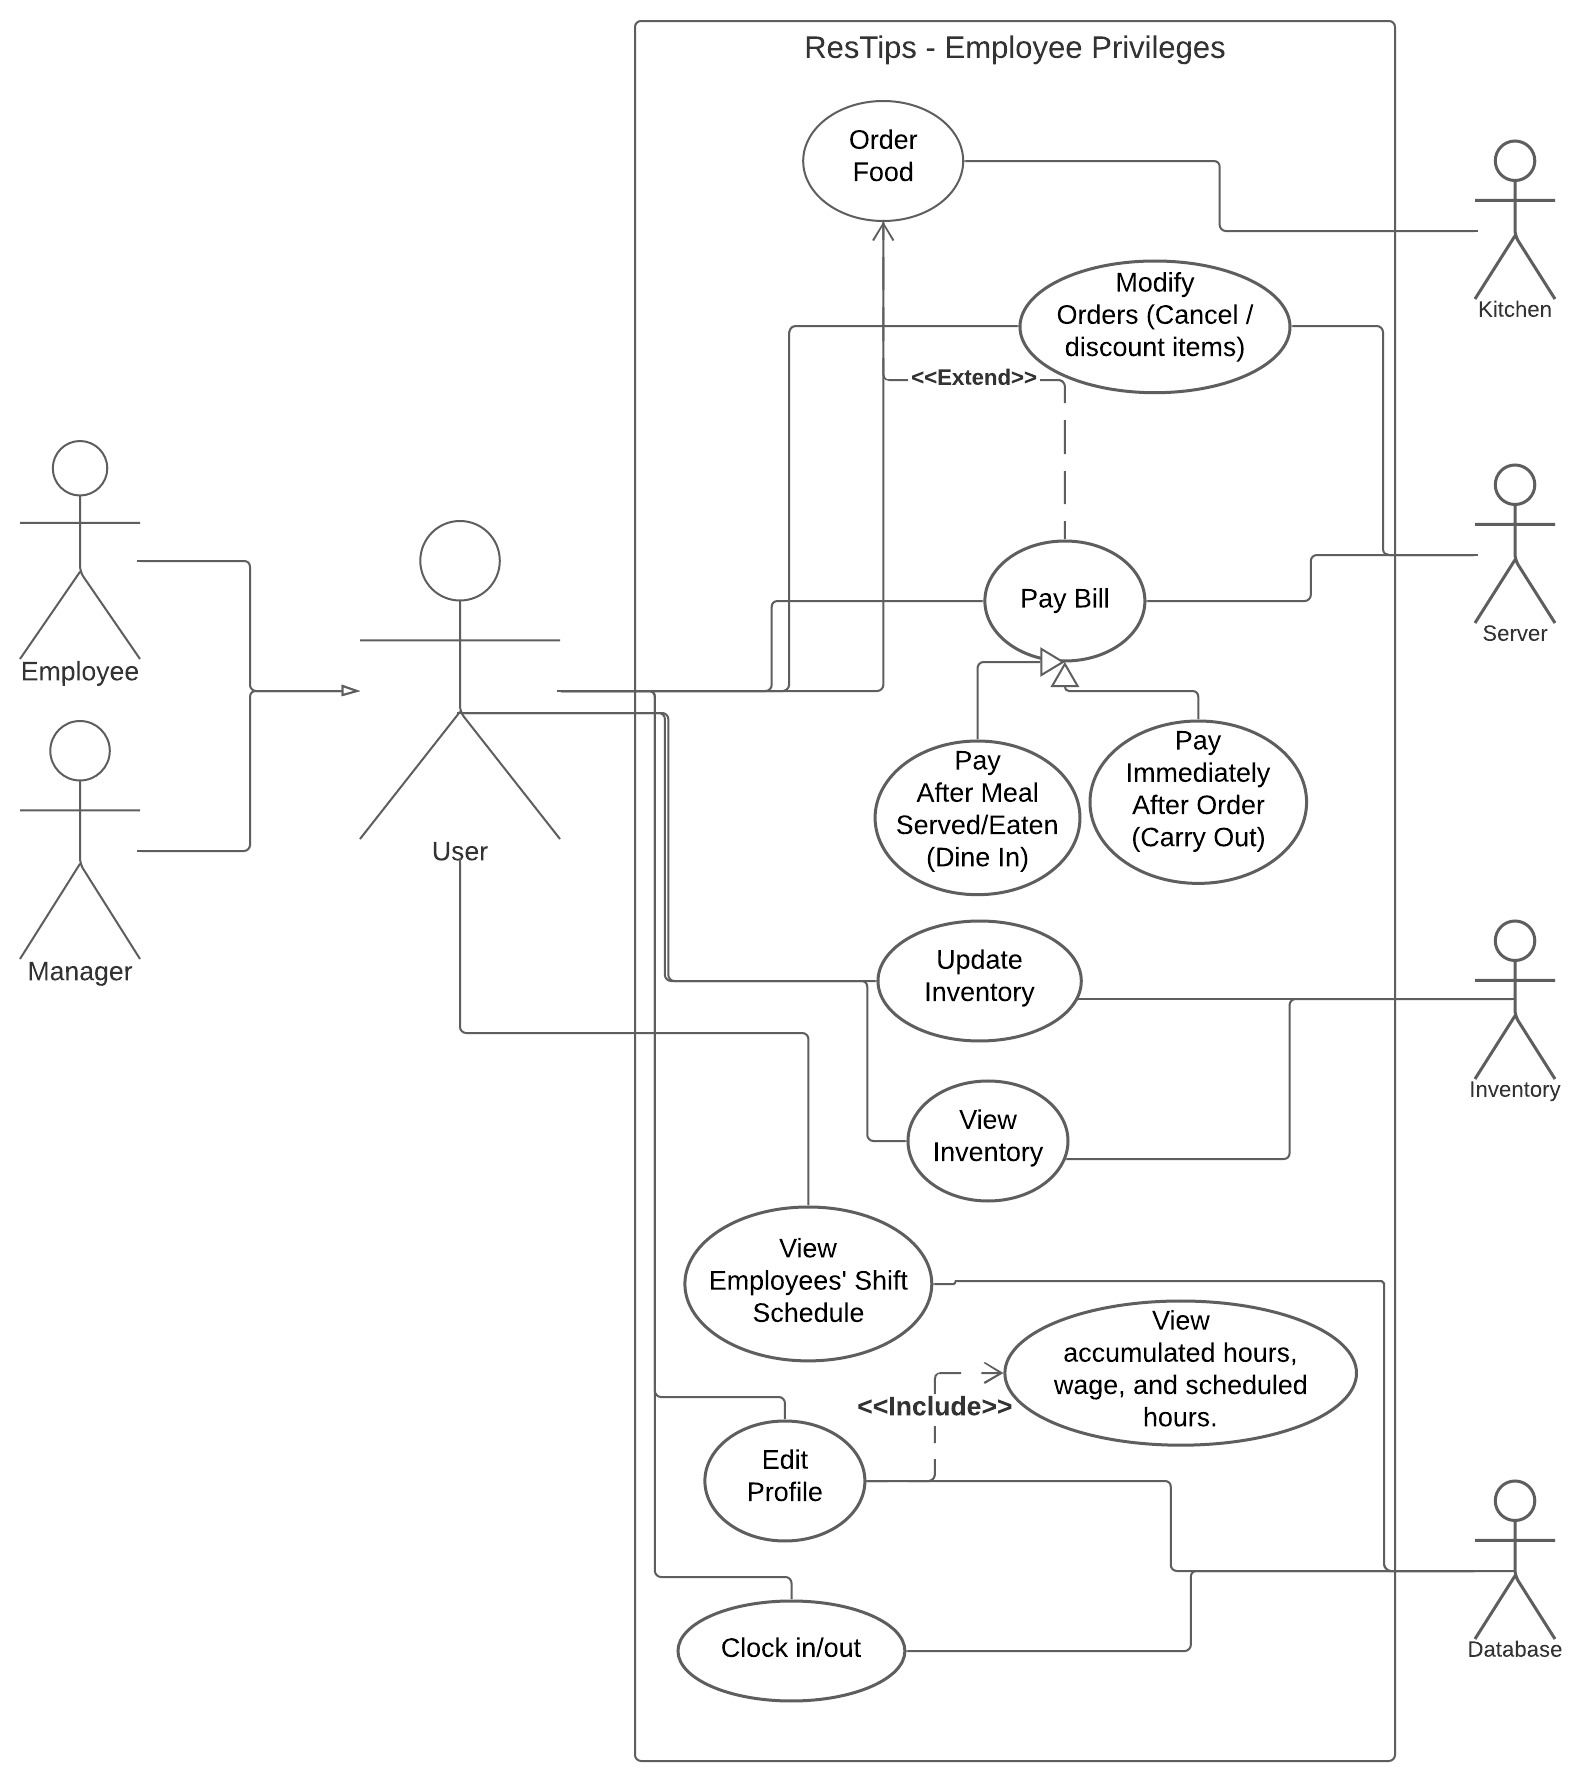 ResTips - Employee Privileges
Order
Food
Kitchen
Modify
Orders (Cancel /
discount items)
<<Extend>>
Employee
Pay Bill
Server
Manager
User
Pay
After Meal
Served/Eaten
(Dine In)
Pay
Immediately
After Order
(Carry Out)
Update
Inventory
Inventory
View
Inventory
View
Employees' Shift
Schedule
View
accumulated hours,
wage, and scheduled
hours.
<<Include>>
Edit
Profile
Clock in/out
Database